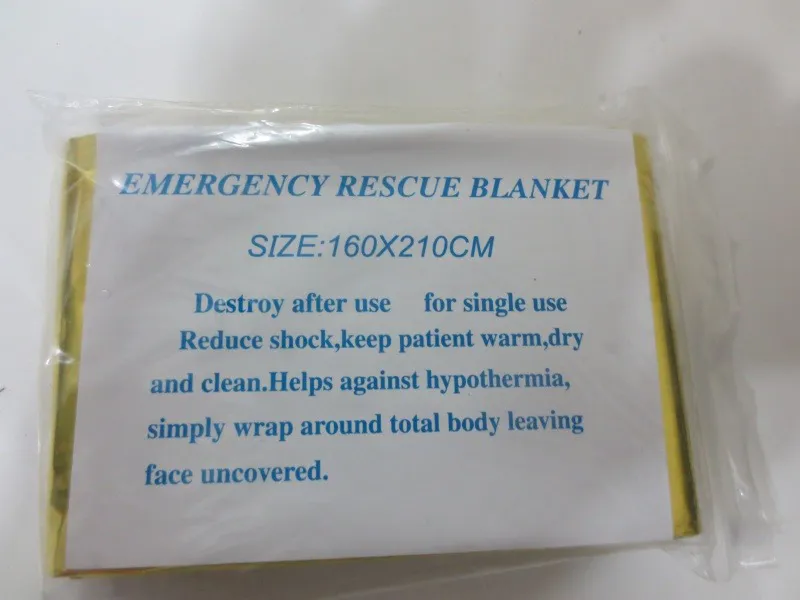 EMERGENCY RESCUE BLANKET
SIZE:160X210CM
Destroy after use for single use
Reduce shock,keep patient warm,dry
and clean.Helps against hypothermia,
simply wrap around total body leaving
face uncovered.